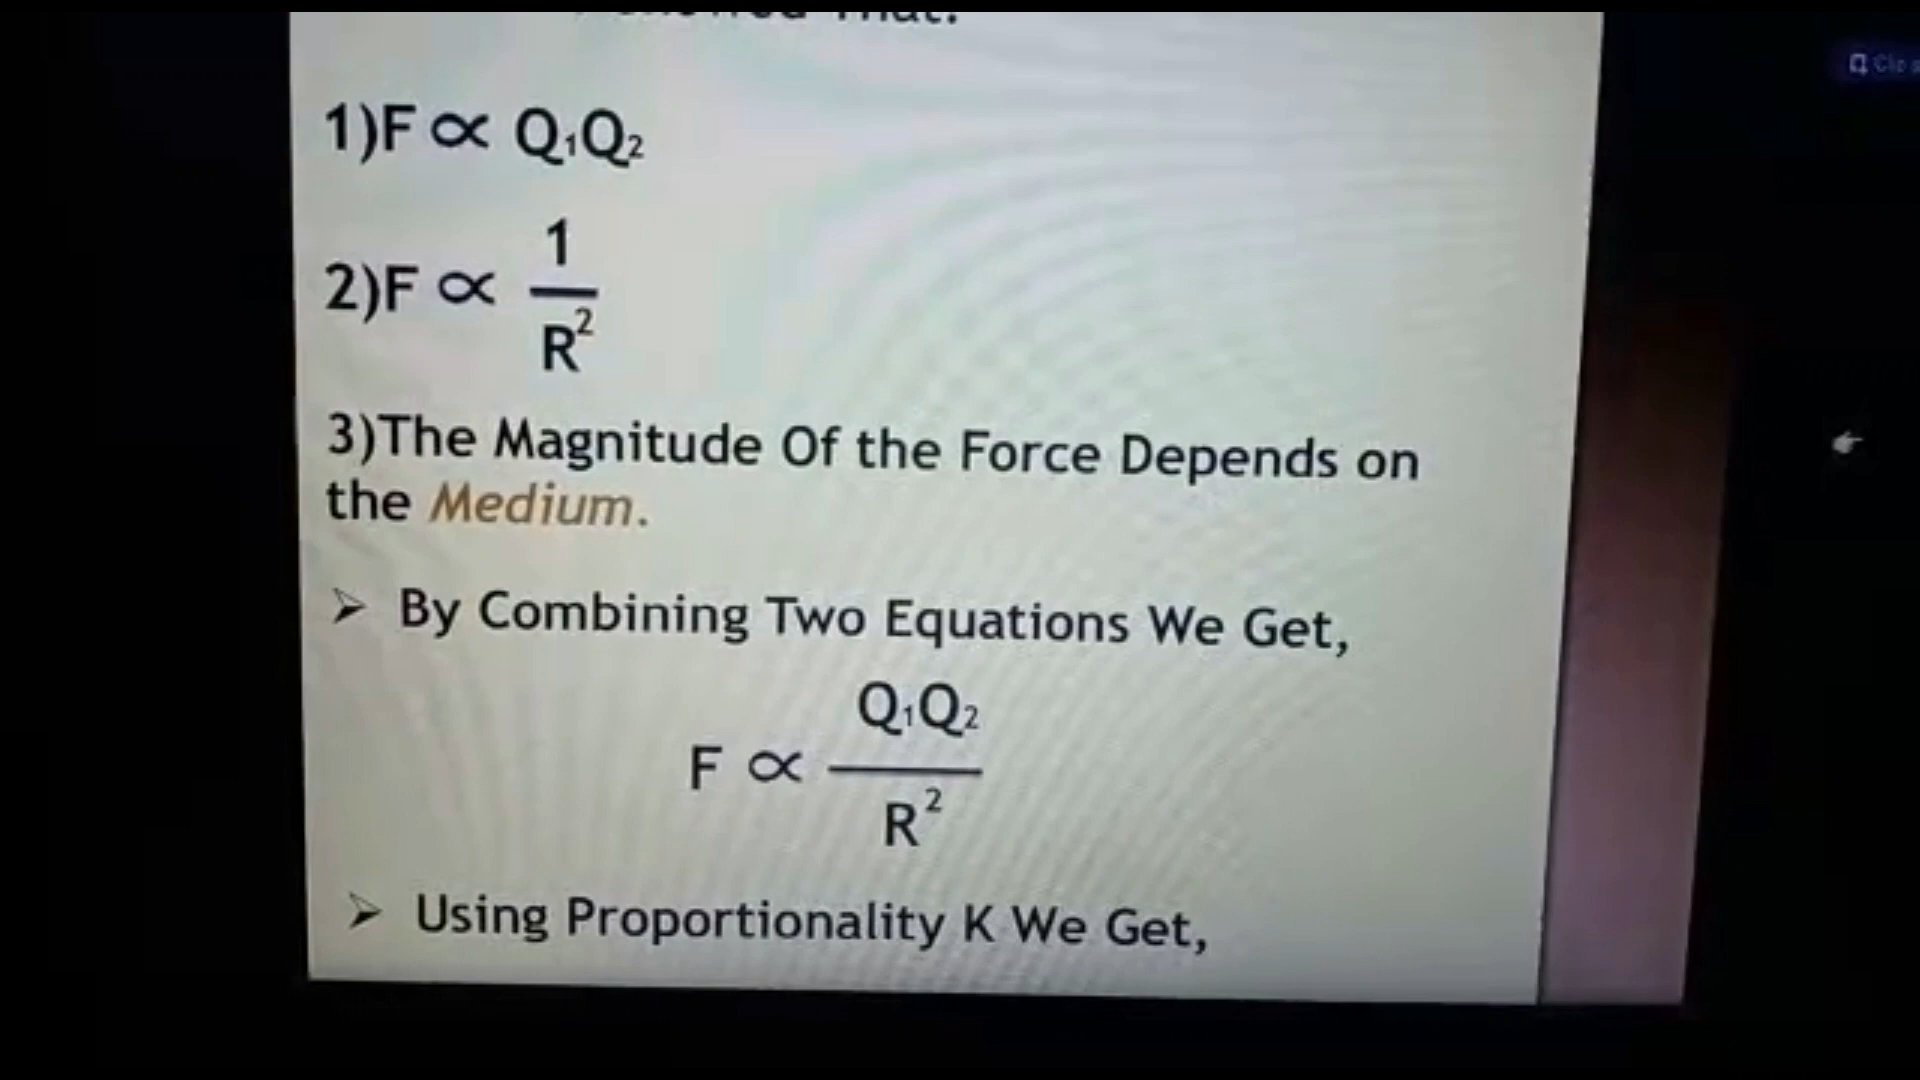 That:
1)F ∝ Q₁Q₂
2)F ∝ 1/R²
3)The Magnitude Of the Force Depends on
the Medium.
➤ By Combining Two Equations We Get,
F ∝ Q₁Q₂/R²
➤ Using Proportionality K We Get,